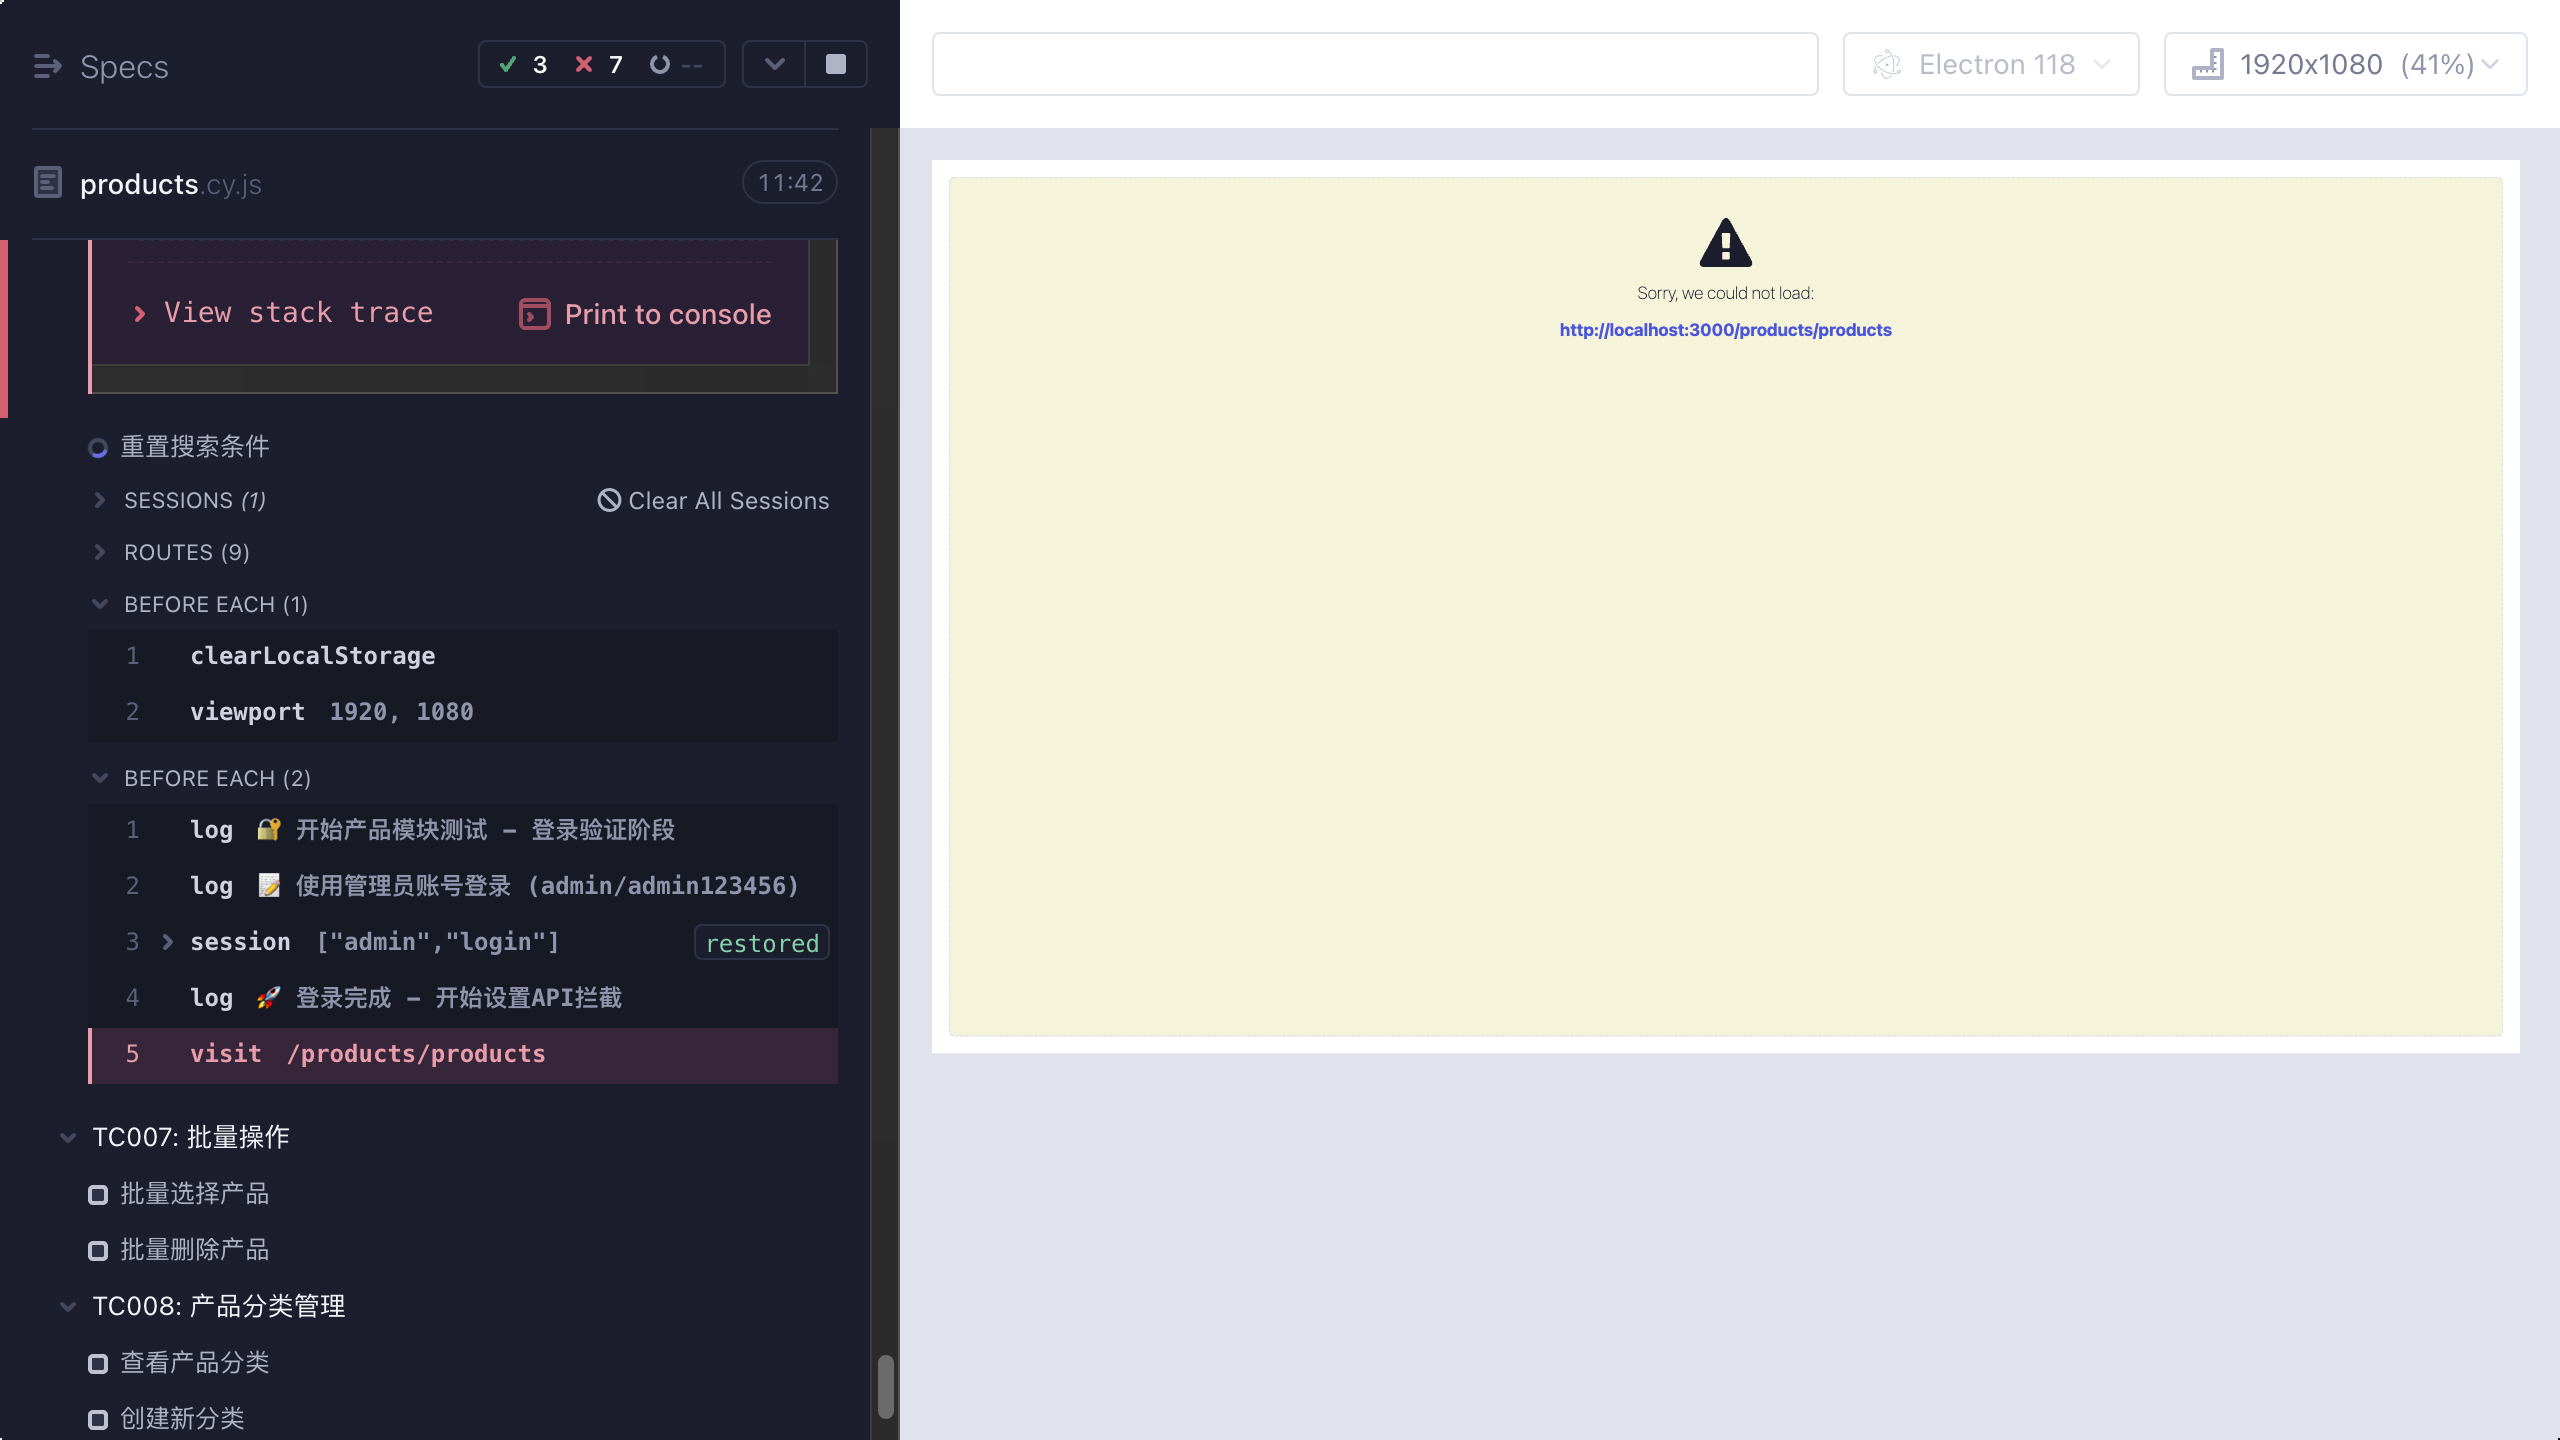 Specs
3 7 --
products.cy.js
11:42
View stack trace
Print to console
重置搜索条件
SESSIONS (1)
Clear All Sessions
ROUTES (9)
BEFORE EACH (1)
1 clearLocalStorage
2 viewport 1920, 1080
BEFORE EACH (2)
1 log 🔐 开始产品模块测试 – 登录验证阶段
2 log 📝 使用管理员账号登录 (admin/admin123456)
3 session ["admin","login"] restored
4 log 🚀 登录完成 – 开始设置API拦截
5 visit /products/products
TC007: 批量操作
批量选择产品
批量删除产品
TC008: 产品分类管理
查看产品分类
创建新分类
Electron 118
1920x1080 (41%)
Sorry, we could not load:
http://localhost:3000/products/products